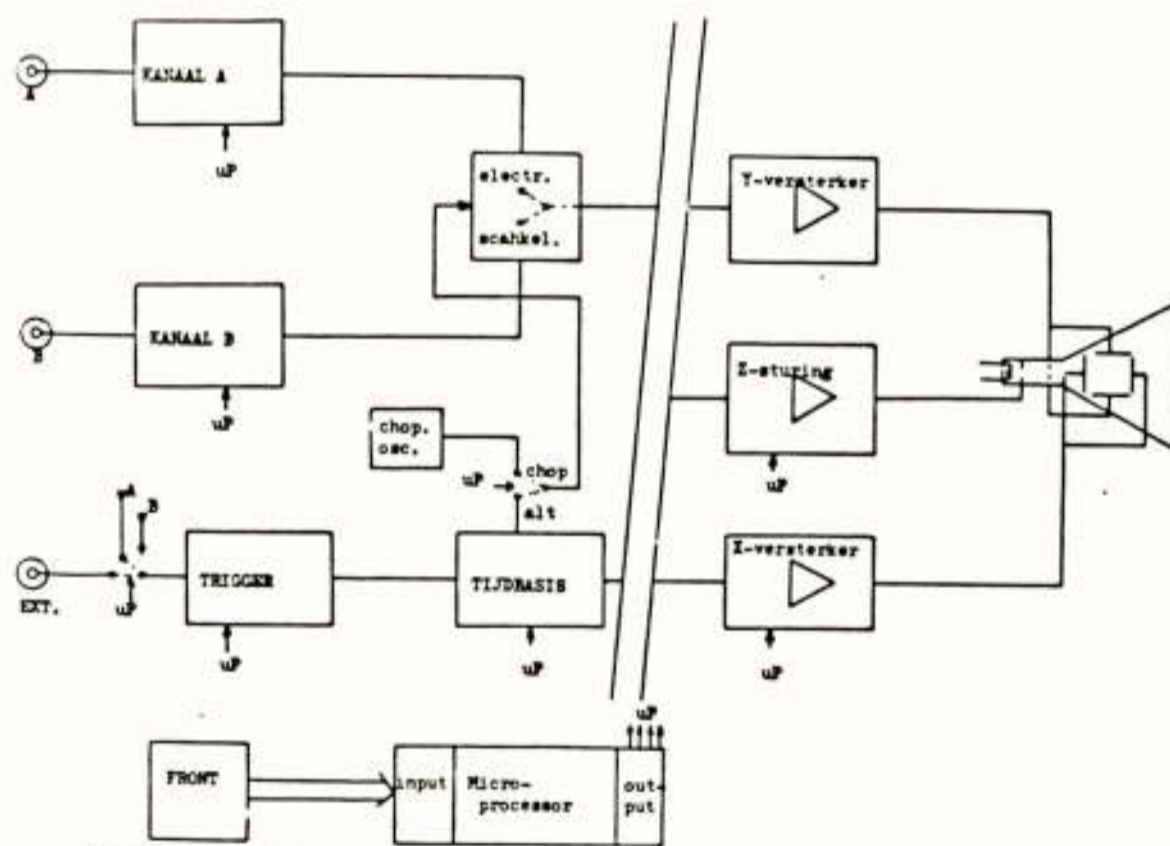 KANAAL A
A
uP
electr.
scahkel.
Y-versterker
KANAAL B
B
uP
Z-sturing
uP
chop.
osc.
chop
uP
alt
A
B
EXT.
uP
TRIGGER
uP
TIJDBASIS
uP
X-versterker
uP
uP
FRONT
input
Micro-
processor
out-
put